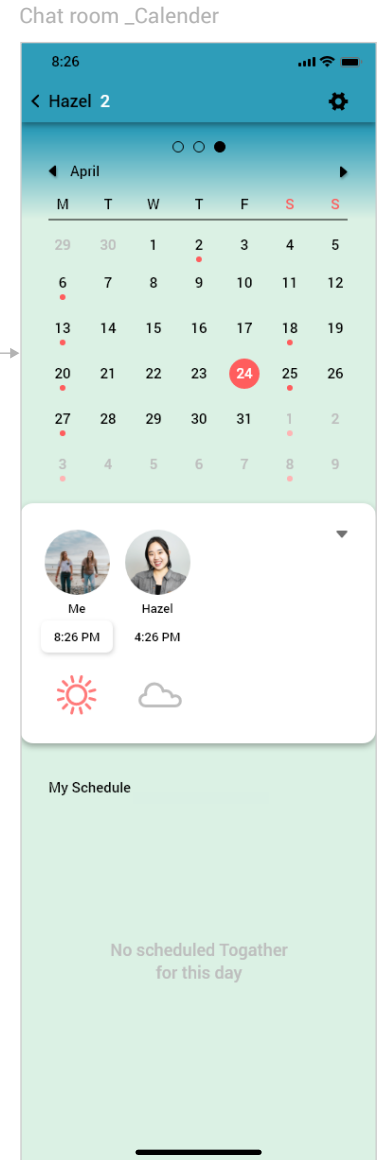 Chat room _Calender
8:26
Hazel 2
April
M T W T F S S
29 30 1 2 3 4 5
6 7 8 9 10 11 12
13 14 15 16 17 18 19
20 21 22 23 24 25 26
27 28 29 30 31 1 2
3 4 5 6 7 8 9
Me Hazel
8:26 PM 4:26 PM
My Schedule
No scheduled Togather
for this day